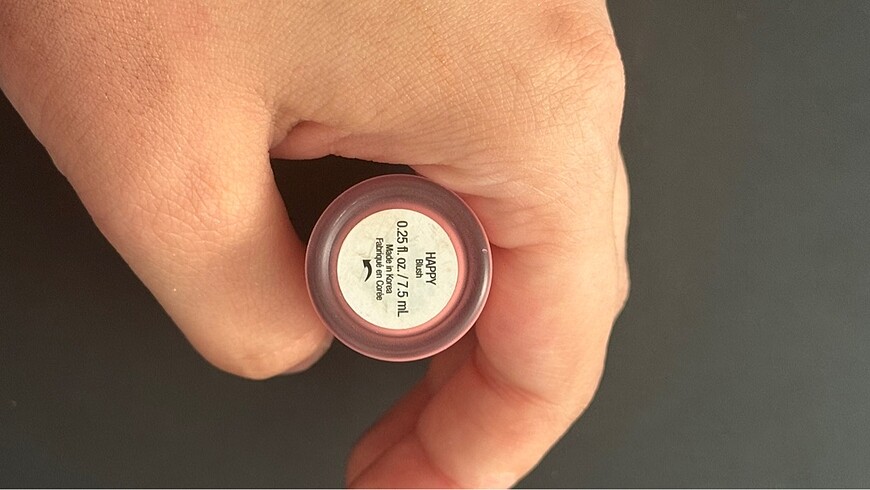 HAPPY
Blush
0.25 fl. oz. / 7.5 mL
Made in Korea
Fabriqué en Corée